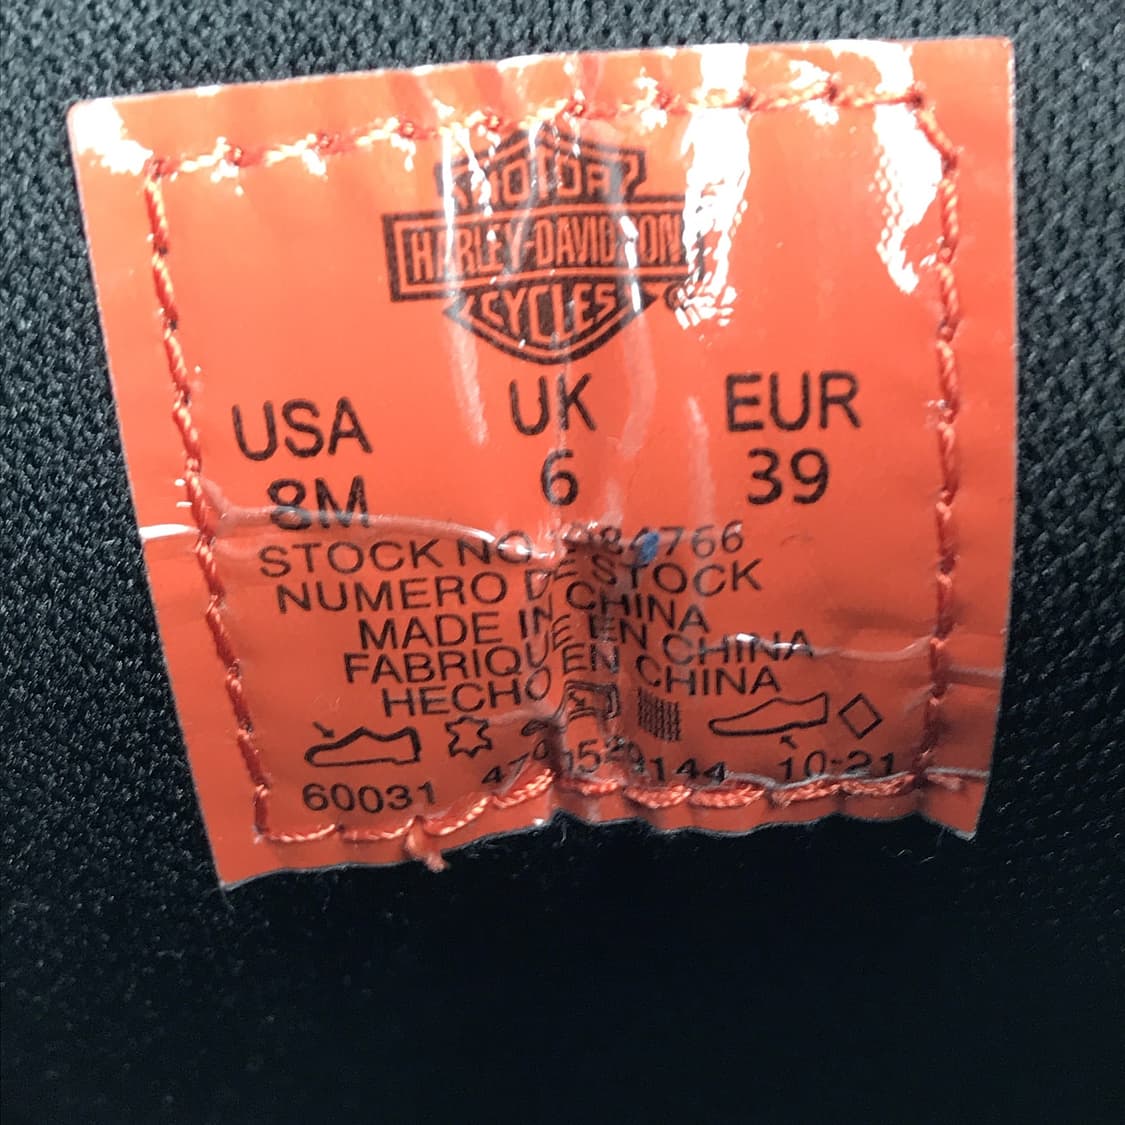 MOTOR
HARLEY-DAVIDSON
CYCLES
USA UK EUR
8M 6 39
STOCK NO.
NUMERO DE STOCK
MADE IN CHINA
FABRIQUE EN CHINA
HECHO EN CHINA
60031 10-21